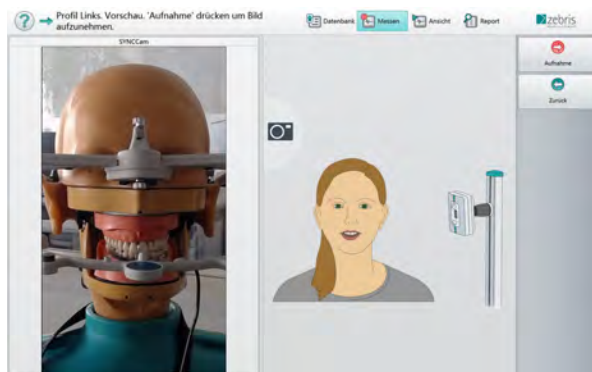 Profil Links. Vorschau. 'Aufnahme' drücken um Bild
aufzunehmen.
Datenbank
Messen
Ansicht
Report
zebris
SYNCCam
Aufnahme
Zurück